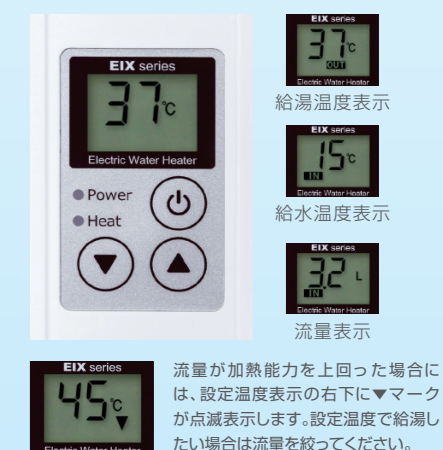 EIX series
37℃
Electric Water Heater
Power
Heat
EIX series
37℃
OUT
Electric Water Heater
給湯温度表示
EIX series
15℃
IN
Electric Water Heater
給水温度表示
EIX series
3.2 L
IN
Electric Water Heater
流量表示
EIX series
45℃
▼
Electric Water Heater
流量が加熱能力を上回った場合に
は、設定温度表示の右下に▼マーク
が点滅表示します。設定温度で給湯し
たい場合は流量を絞ってください。